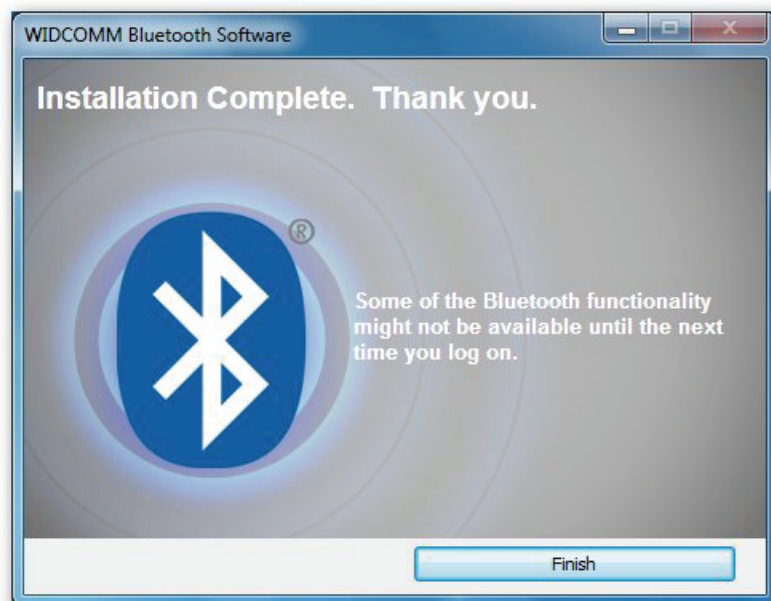 WIDCOMM Bluetooth Software
Installation Complete. Thank you.
®
Some of the Bluetooth functionality
might not be available until the next
time you log on.
Finish